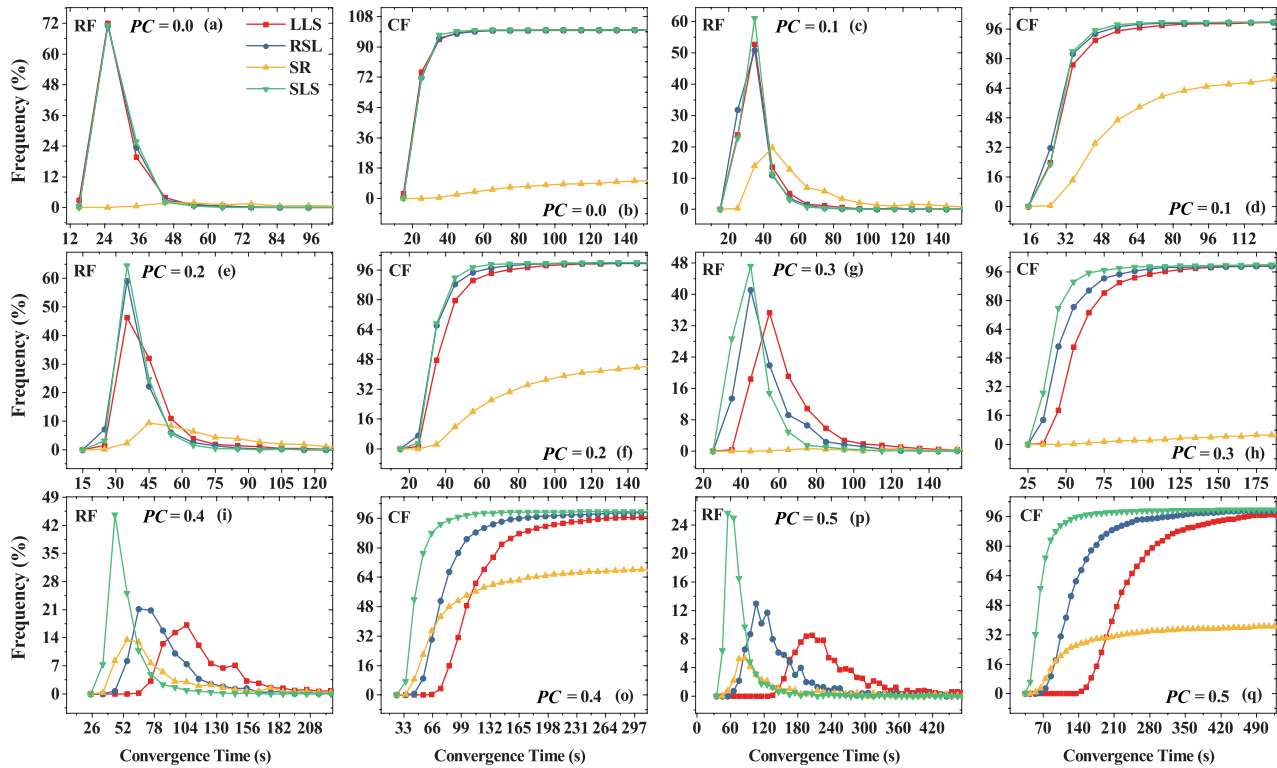 RF PC = 0.0 (a)
LLS
RSL
SR
SLS
Frequency (%)
72 60 48 36 24 12 0
12 24 36 48 60 72 84 96
CF
108 90 72 54 36 18 0
PC = 0.0 (b)
20 40 60 80 100 120 140
RF PC = 0.1 (c)
60 50 40 30 20 10 0
20 40 60 80 100 120 140
CF
96 80 64 48 32 16 0
PC = 0.1 (d)
16 32 48 64 80 96 112
RF PC = 0.2 (e)
Frequency (%)
60 50 40 30 20 10 0
15 30 45 60 75 90 105 120
CF
96 80 64 48 32 16 0
PC = 0.2 (f)
20 40 60 80 100 120 140
RF PC = 0.3 (g)
48 40 32 24 16 8 0
20 40 60 80 100 120 140
CF
96 80 64 48 32 16 0
PC = 0.3 (h)
25 50 75 100 125 150 175
RF PC = 0.4 (i)
Frequency (%)
49 42 35 28 21 14 7 0
26 52 78 104 130 156 182 208
Convergence Time (s)
CF
96 80 64 48 32 16 0
PC = 0.4 (o)
33 66 99 132 165 198 231 264
Convergence Time (s)
RF PC = 0.5 (p)
24 20 16 12 8 4 0
0 60 120 180 240 300 360 420
Convergence Time (s)
CF
96 80 64 48 32 16 0
PC = 0.5 (q)
70 140 210 280 350 420 490
Convergence Time (s)